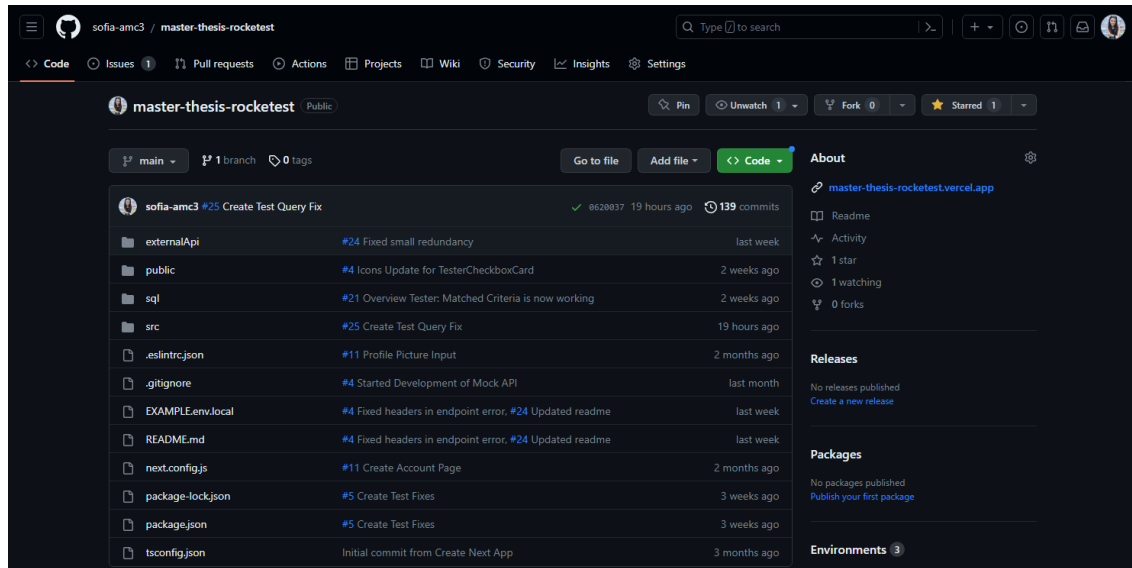 sofia-amc3 / master-thesis-rocketest
Type / to search
<> Code Issues 1 Pull requests Actions Projects Wiki Security Insights Settings
master-thesis-rocketest Public
Pin Unwatch 1 Fork 0 Starred 1
main 1 branch 0 tags Go to file Add file <> Code
sofia-amc3 #25 Create Test Query Fix 0620037 19 hours ago 139 commits
externalApi #24 Fixed small redundancy last week
public #4 Icons Update for TesterCheckboxCard 2 weeks ago
sql #21 Overview Tester: Matched Criteria is now working 2 weeks ago
src #25 Create Test Query Fix 19 hours ago
.eslintrc.json #11 Profile Picture Input 2 months ago
.gitignore #4 Started Development of Mock API last month
EXAMPLE.env.local #4 Fixed headers in endpoint error, #24 Updated readme last week
README.md #4 Fixed headers in endpoint error, #24 Updated readme last week
next.config.js #11 Create Account Page 2 months ago
package-lock.json #5 Create Test Fixes 3 weeks ago
package.json #5 Create Test Fixes 3 weeks ago
tsconfig.json Initial commit from Create Next App 3 months ago
About
master-thesis-rocketest.vercel.app
Readme
Activity
1 star
1 watching
0 forks
Releases
No releases published
Create a new release
Packages
No packages published
Publish your first package
Environments 3